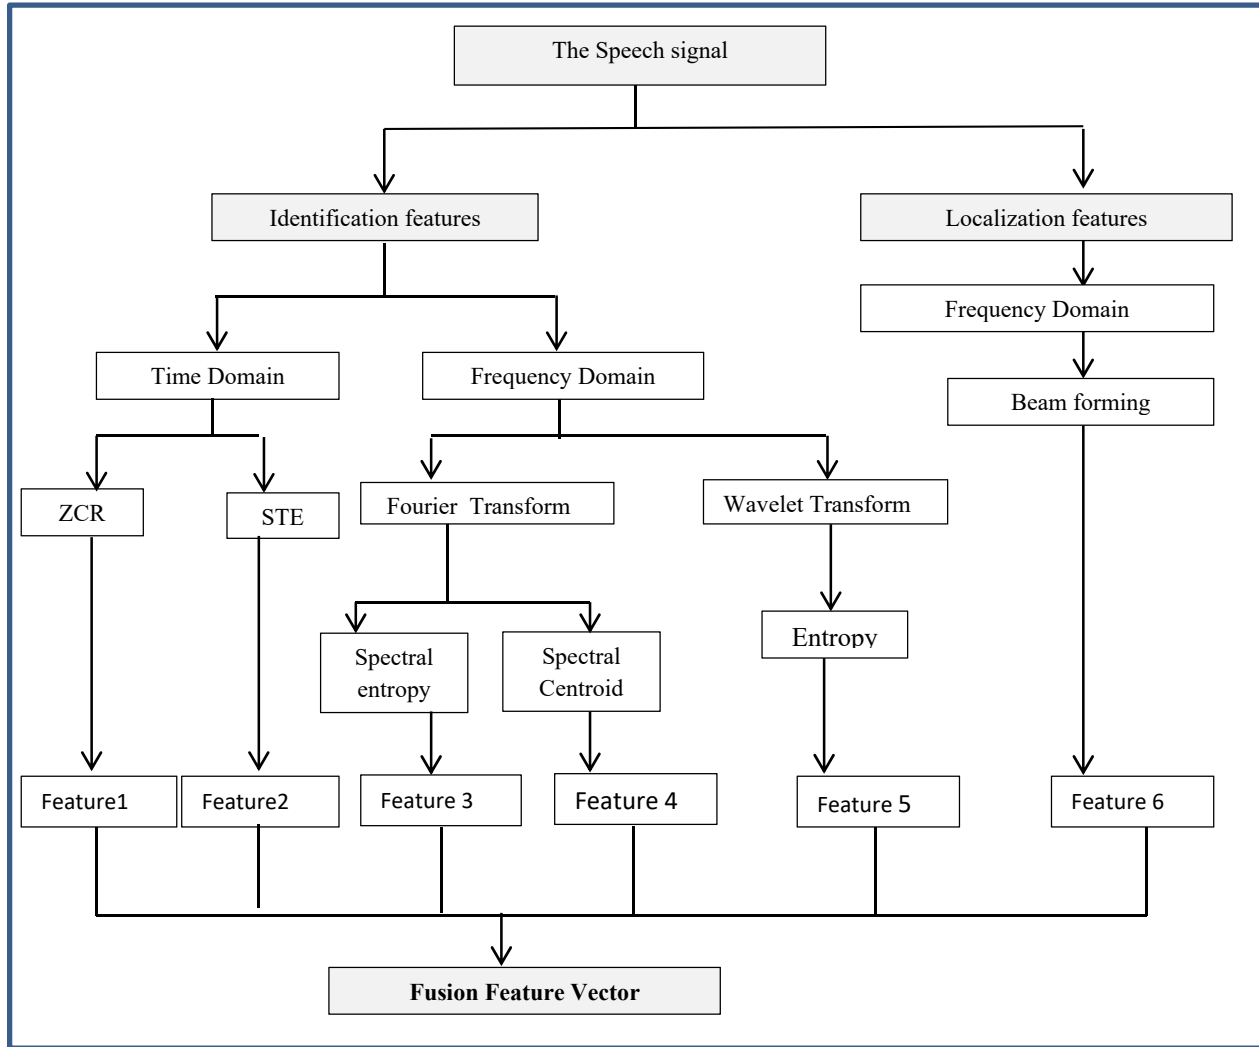 The Speech signal
Identification features
Localization features
Frequency Domain
Time Domain
Frequency Domain
Beam forming
ZCR
STE
Fourier Transform
Wavelet Transform
Spectral
entropy
Spectral
Centroid
Entropy
Feature1
Feature2
Feature 3
Feature 4
Feature 5
Feature 6
Fusion Feature Vector